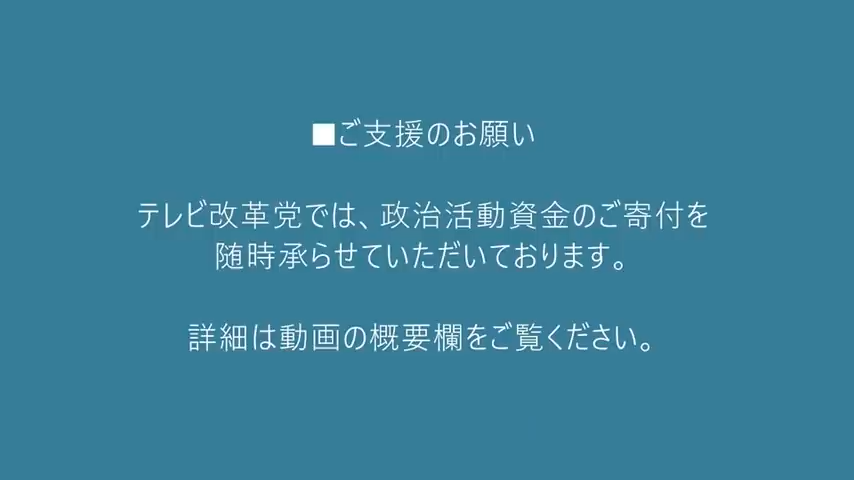 ■ご支援のお願い
テレビ改革党では、政治活動資金のご寄付を
随時承らせていただいております。
詳細は動画の概要欄をご覧ください。